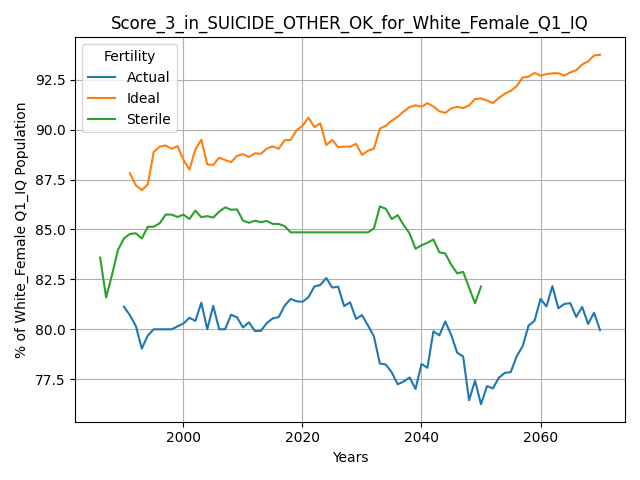 Score_3_in_SUICIDE_OTHER_OK_for_White_Female_Q1_IQ
Fertility
Actual
Ideal
Sterile
% of White_Female Q1_IQ Population
92.5
90.0
87.5
85.0
82.5
80.0
77.5
2000
2020
2040
2060
Years